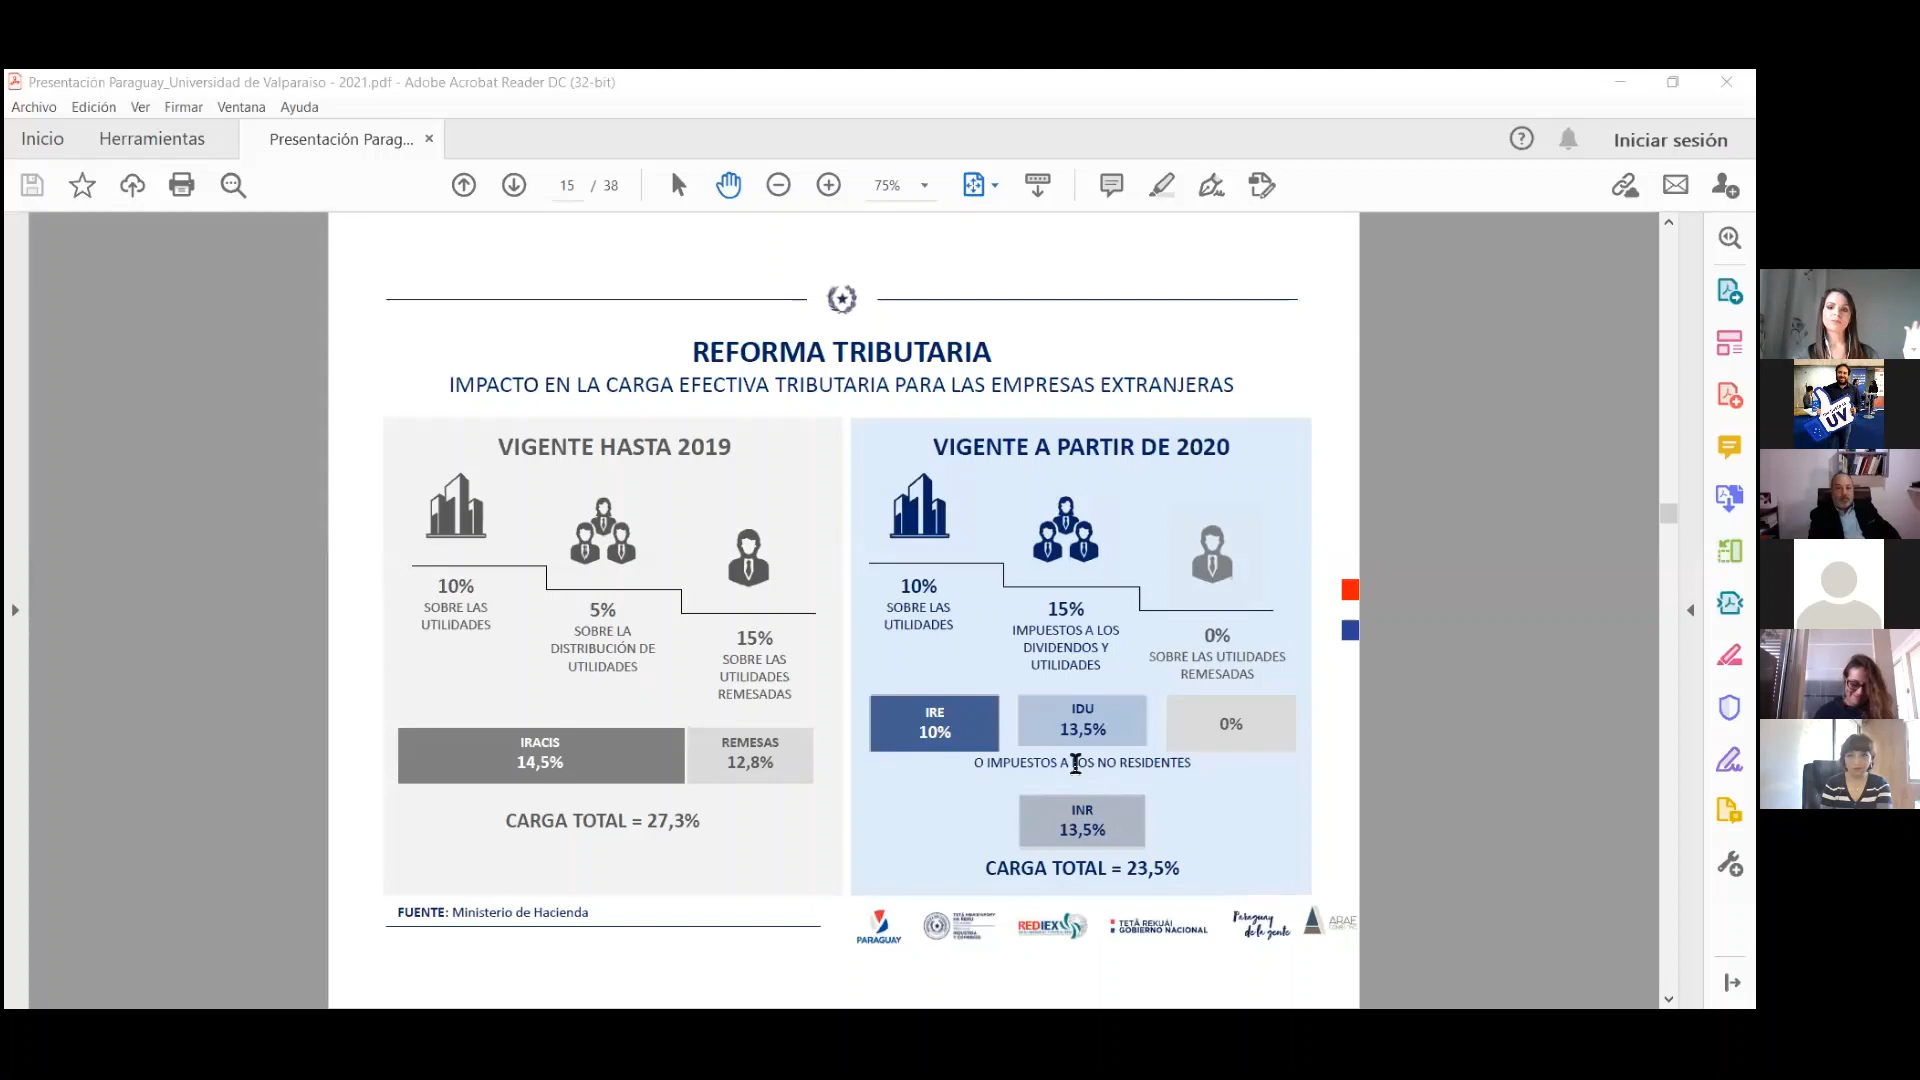 Presentación Paraguay_Universidad de Valparaiso - 2021.pdf - Adobe Acrobat Reader DC (32-bit)
Archivo Edición Ver Firmar Ventana Ayuda
Inicio Herramientas Presentación Parag... × Iniciar sesión
15 / 38 75%
REFORMA TRIBUTARIA
IMPACTO EN LA CARGA EFECTIVA TRIBUTARIA PARA LAS EMPRESAS EXTRANJERAS
VIGENTE HASTA 2019
10%
SOBRE LAS
UTILIDADES
5%
SOBRE LA
DISTRIBUCIÓN DE
UTILIDADES
15%
SOBRE LAS
UTILIDADES
REMESADAS
IRACIS
14,5%
REMESAS
12,8%
CARGA TOTAL = 27,3%
VIGENTE A PARTIR DE 2020
10%
SOBRE LAS
UTILIDADES
15%
IMPUESTOS A LOS
DIVIDENDOS Y
UTILIDADES
0%
SOBRE LAS UTILIDADES
REMESADAS
IRE
10%
IDU
13,5%
0%
O IMPUESTOS A LOS NO RESIDENTES
INR
13,5%
CARGA TOTAL = 23,5%
FUENTE: Ministerio de Hacienda
PARAGUAY
REDIEX
TETÃ REKUÁI
GOBIERNO NACIONAL
Paraguay
de la gente
ARAE
UV